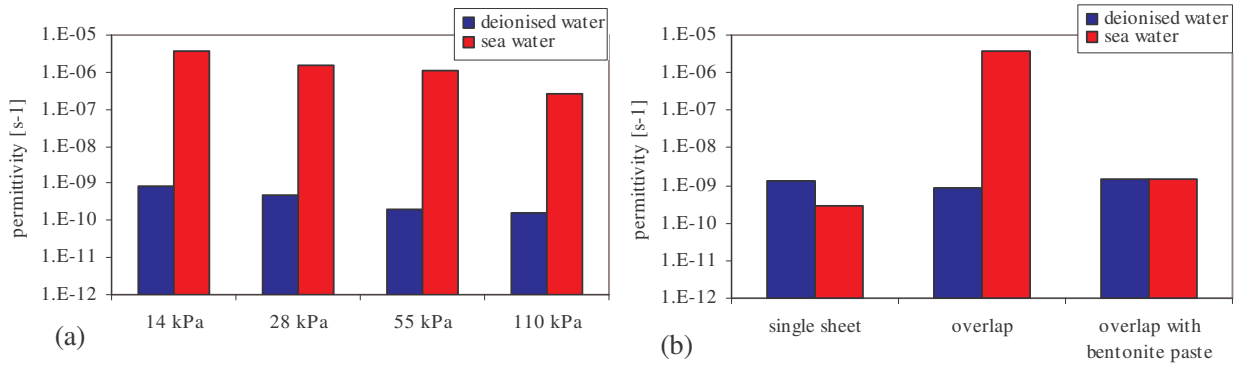 deionised water
sea water
permittivity [s-1]
1.E-05
1.E-06
1.E-07
1.E-08
1.E-09
1.E-10
1.E-11
1.E-12
14 kPa
28 kPa
55 kPa
110 kPa
(a)
deionised water
sea water
permittivity [s-1]
1.E-05
1.E-06
1.E-07
1.E-08
1.E-09
1.E-10
1.E-11
1.E-12
single sheet
overlap
overlap with
bentonite paste
(b)